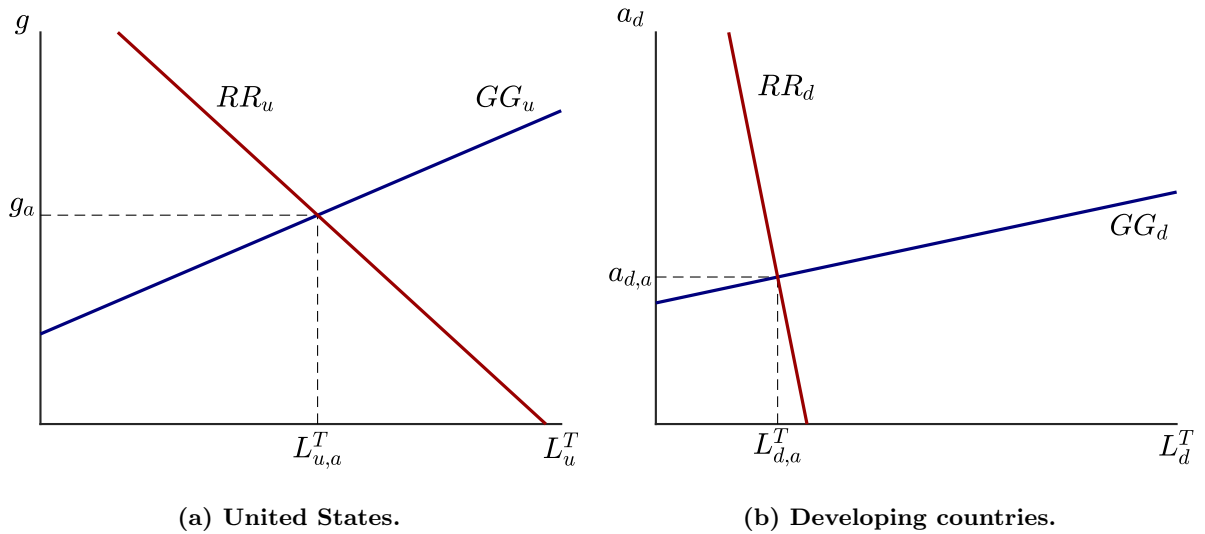 g
RR_u
GG_u
g_a
L^T_{u,a}
L^T_u
(a) United States.
a_d
RR_d
GG_d
a_{d,a}
L^T_{d,a}
L^T_d
(b) Developing countries.